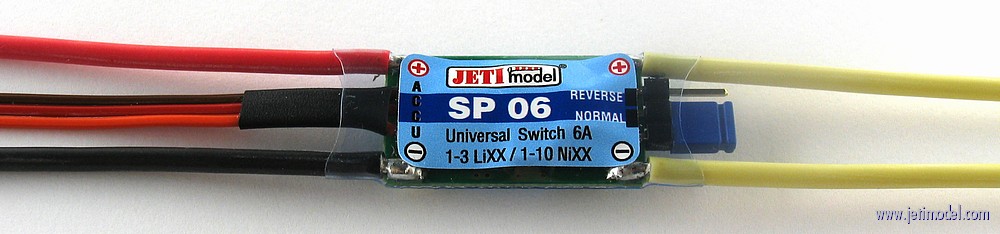 JETI model
ACCU
SP 06
REVERSE
NORMAL
Universal Switch 6A
1-3 LiXX / 1-10 NiXX
www.jetimodel.com